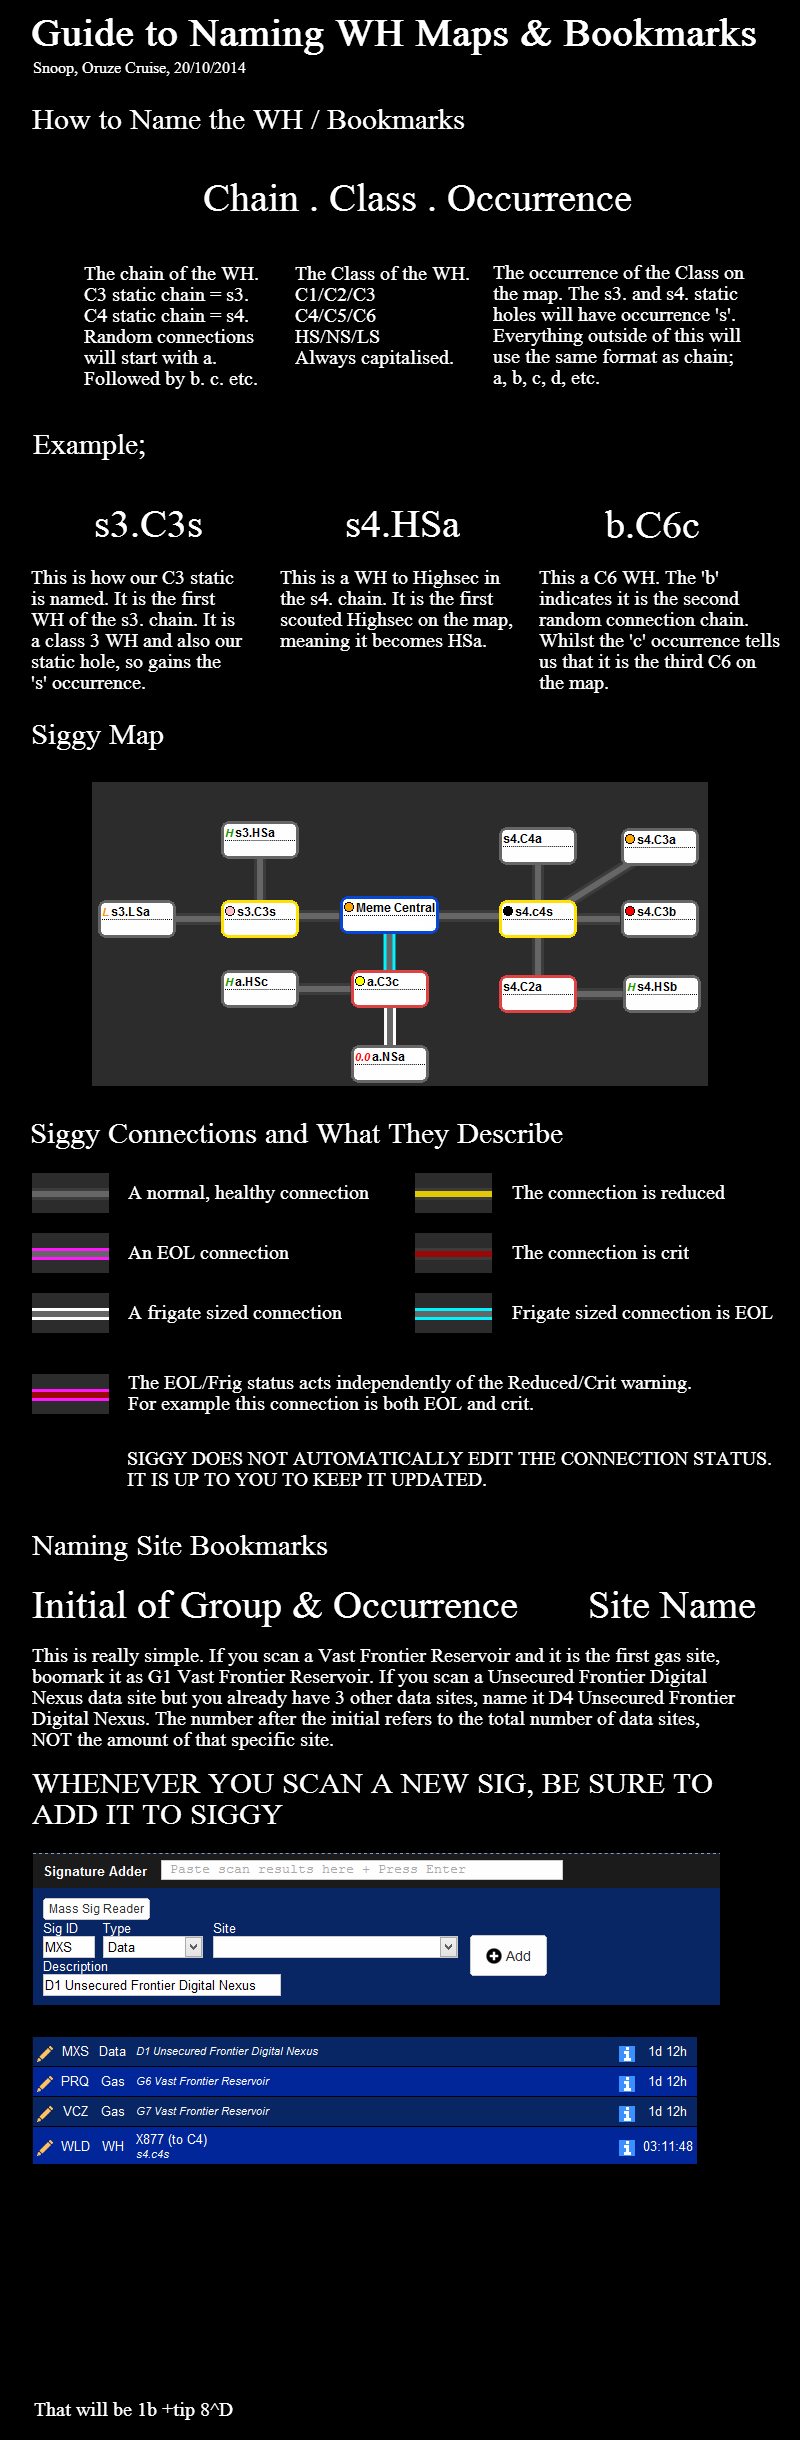 Guide to Naming WH Maps & Bookmarks
Snoop, Oruze Cruise, 20/10/2014
How to Name the WH / Bookmarks
Chain . Class . Occurrence
The chain of the WH.
C3 static chain = s3.
C4 static chain = s4.
Random connections
will start with a.
Followed by b. c. etc.
The Class of the WH.
C1/C2/C3
C4/C5/C6
HS/NS/LS
Always capitalised.
The occurrence of the Class on
the map. The s3. and s4. static
holes will have occurrence 's'.
Everything outside of this will
use the same format as chain;
a, b, c, d, etc.
Example;
s3.C3s
This is how our C3 static
is named. It is the first
WH of the s3. chain. It is
a class 3 WH and also our
static hole, so gains the
's' occurrence.
s4.HSa
This is a WH to Highsec in
the s4. chain. It is the first
scouted Highsec on the map,
meaning it becomes HSa.
b.C6c
This a C6 WH. The 'b'
indicates it is the second
random connection chain.
Whilst the 'c' occurrence tells
us that it is the third C6 on
the map.
Siggy Map
H s3.HSa
s4.C4a
s4.C3a
L s3.LSa
s3.C3s
Meme Central
s4.c4s
s4.C3b
H a.HSc
a.C3c
s4.C2a
H s4.HSb
0.0 a.NSa
Siggy Connections and What They Describe
A normal, healthy connection
The connection is reduced
An EOL connection
The connection is crit
A frigate sized connection
Frigate sized connection is EOL
The EOL/Frig status acts independently of the Reduced/Crit warning.
For example this connection is both EOL and crit.
SIGGY DOES NOT AUTOMATICALLY EDIT THE CONNECTION STATUS.
IT IS UP TO YOU TO KEEP IT UPDATED.
Naming Site Bookmarks
Initial of Group & Occurrence Site Name
This is really simple. If you scan a Vast Frontier Reservoir and it is the first gas site,
boomark it as G1 Vast Frontier Reservoir. If you scan a Unsecured Frontier Digital
Nexus data site but you already have 3 other data sites, name it D4 Unsecured Frontier
Digital Nexus. The number after the initial refers to the total number of data sites,
NOT the amount of that specific site.
WHENEVER YOU SCAN A NEW SIG, BE SURE TO
ADD IT TO SIGGY
Signature Adder Paste scan results here + Press Enter
Mass Sig Reader
Sig ID Type Site
MXS Data
Add
Description
D1 Unsecured Frontier Digital Nexus
MXS Data D1 Unsecured Frontier Digital Nexus i 1d 12h
PRQ Gas G6 Vast Frontier Reservoir i 1d 12h
VCZ Gas G7 Vast Frontier Reservoir i 1d 12h
WLD WH X877 (to C4) i 03:11:48
s4.c4s
That will be 1b +tip 8^D